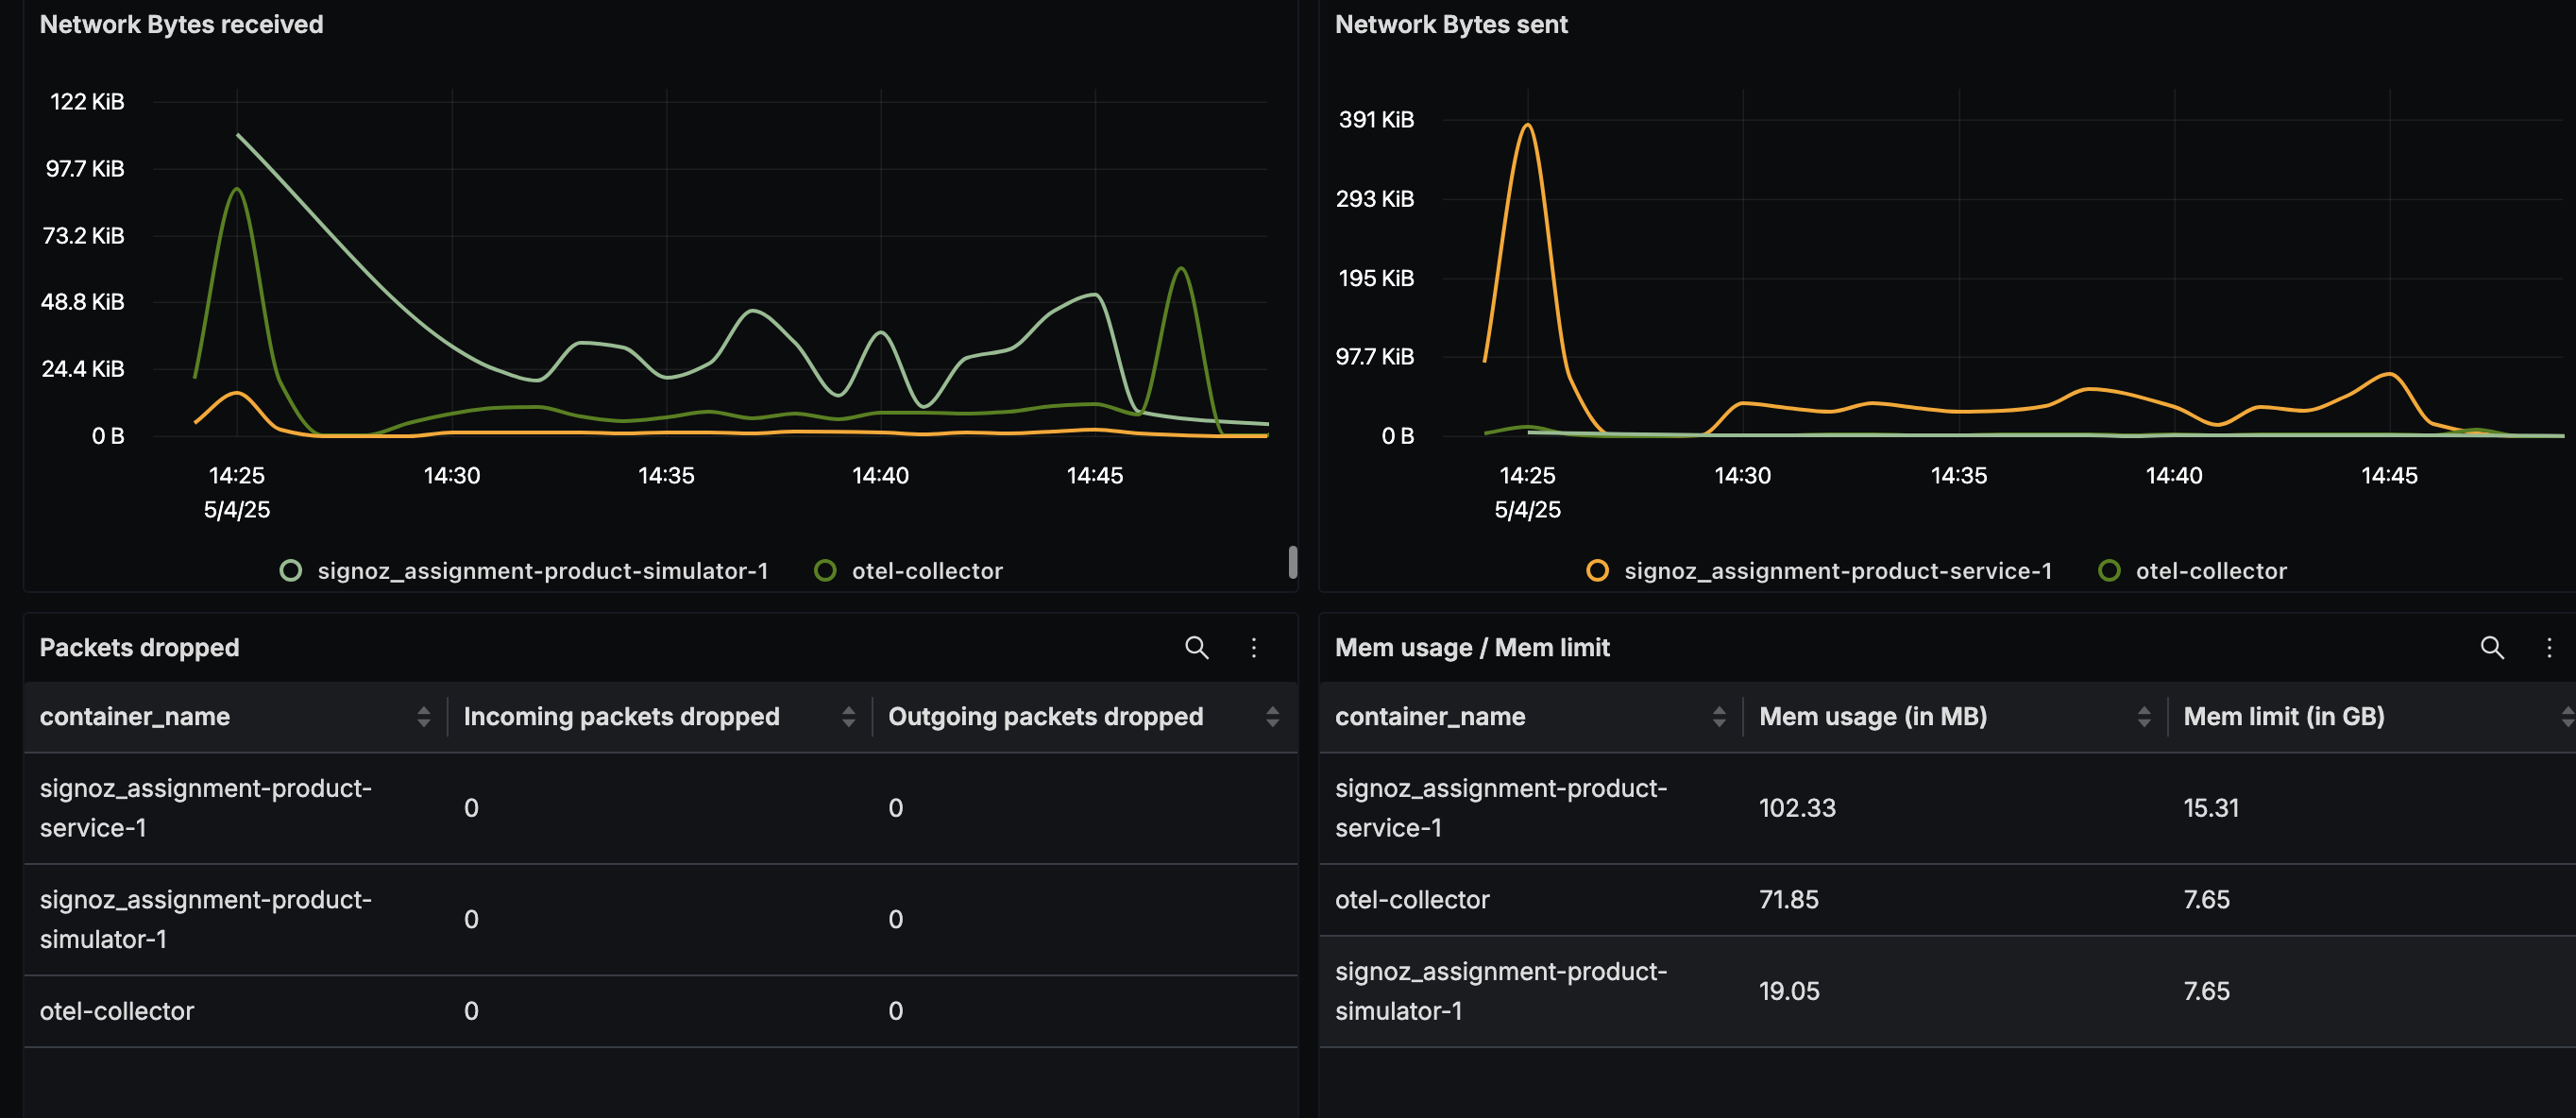 Network Bytes received
122 KiB
97.7 KiB
73.2 KiB
48.8 KiB
24.4 KiB
0 B
14:25
14:30
14:35
14:40
14:45
5/4/25
signoz_assignment-product-simulator-1
otel-collector
Network Bytes sent
391 KiB
293 KiB
195 KiB
97.7 KiB
0 B
14:25
14:30
14:35
14:40
14:45
5/4/25
signoz_assignment-product-service-1
otel-collector
Packets dropped
container_name
Incoming packets dropped
Outgoing packets dropped
signoz_assignment-product-
service-1
0
0
signoz_assignment-product-
simulator-1
0
0
otel-collector
0
0
Mem usage / Mem limit
container_name
Mem usage (in MB)
Mem limit (in GB)
signoz_assignment-product-
service-1
102.33
15.31
otel-collector
71.85
7.65
signoz_assignment-product-
simulator-1
19.05
7.65